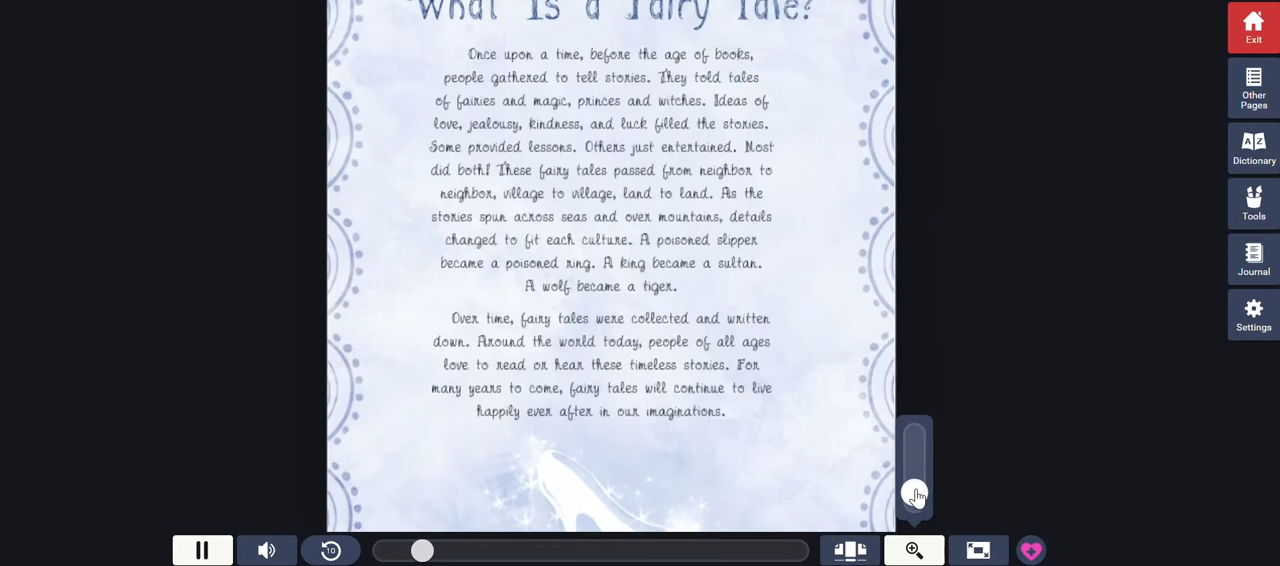 What Is a Fairy Tale?
Once upon a time, before the age of books,
people gathered to tell stories. They told tales
of fairies and magic, princes and witches. Ideas of
love, jealousy, kindness, and luck filled the stories.
Some provided lessons. Others just entertained. Most
did both! These fairy tales passed from neighbor to
neighbor, village to village, land to land. As the
stories spun across seas and over mountains, details
changed to fit each culture. A poisoned slipper
became a poisoned ring. A king became a sultan.
A wolf became a tiger.
Over time, fairy tales were collected and written
down. Around the world today, people of all ages
love to read or hear these timeless stories. For
many years to come, fairy tales will continue to live
happily ever after in our imaginations.
Exit
Other
Pages
A Z
Dictionary
Tools
Journal
Settings
10